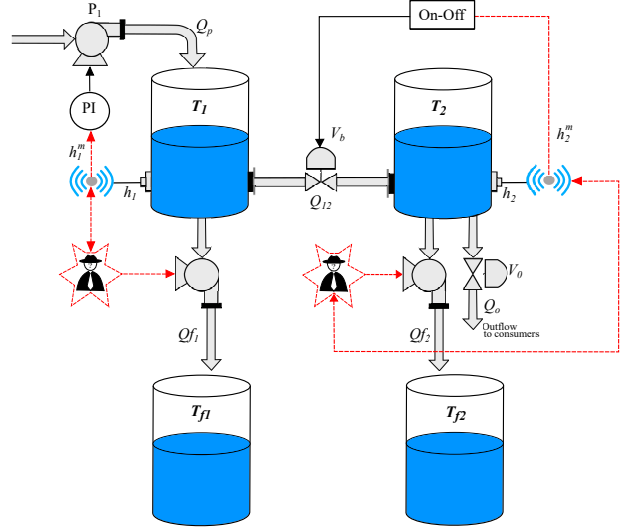 P1
Qp
On-Off
T1
T2
PI
Vb
h1m
h2m
h1
Q12
h2
V0
Qo
Outflow
to consumers
Qf1
Qf2
Tf1
Tf2